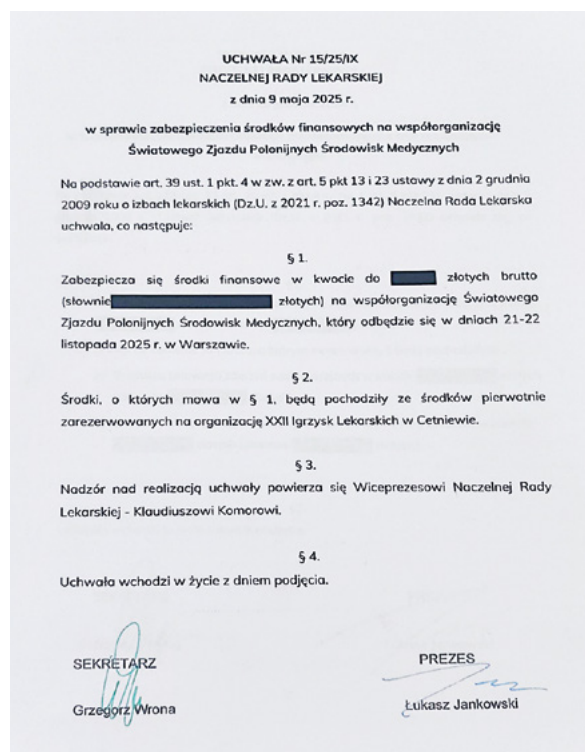 UCHWAŁA Nr 15/25/IX
NACZELNEJ RADY LEKARSKIEJ
z dnia 9 maja 2025 r.
w sprawie zabezpieczenia środków finansowych na współorganizację
Światowego Zjazdu Polonijnych Środowisk Medycznych
Na podstawie art. 39 ust. 1 pkt. 4 w zw. z art. 5 pkt 13 i 23 ustawy z dnia 2 grudnia
2009 roku o izbach lekarskich (Dz.U. z 2021 r. poz. 1342) Naczelna Rada Lekarska
uchwala, co następuje:
§ 1.
Zabezpiecza się środki finansowe w kwocie do złotych brutto
(słownie złotych) na współorganizację Światowego
Zjazdu Polonijnych Środowisk Medycznych, który odbędzie się w dniach 21-22
listopada 2025 r. w Warszawie.
§ 2.
Środki, o których mowa w § 1, będą pochodziły ze środków pierwotnie
zarezerwowanych na organizację XXII Igrzysk Lekarskich w Cetniewie.
§ 3.
Nadzór nad realizacją uchwały powierza się Wiceprezesowi Naczelnej Rady
Lekarskiej - Klaudiuszowi Komorowi.
§ 4.
Uchwała wchodzi w życie z dniem podjęcia.
SEKRETARZ
Grzegorz Wrona
PREZES
Łukasz Jankowski